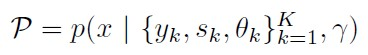 𝒫 = p(x | {y_k, s_k, θ_k}_{k=1}^K, γ)